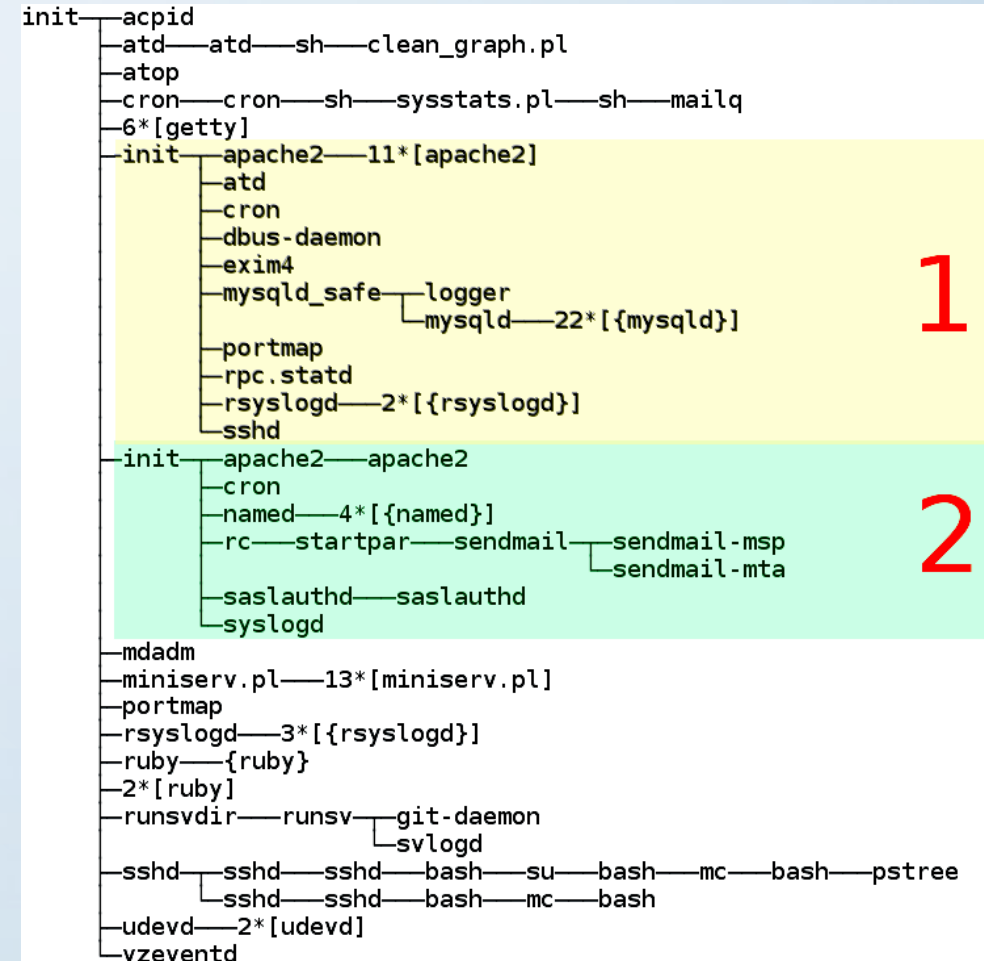 init─┬─acpid
     ├─atd───atd───sh───clean_graph.pl
     ├─atop
     ├─cron───cron───sh───sysstats.pl───sh───mailq
     ├─6*[getty]
     ├─init─┬─apache2───11*[apache2]
     │      ├─atd
     │      ├─cron
     │      ├─dbus-daemon
     │      ├─exim4
     │      ├─mysqld_safe─┬─logger
     │      │             └─mysqld───22*[{mysqld}]
     │      ├─portmap
     │      ├─rpc.statd
     │      ├─rsyslogd───2*[{rsyslogd}]
     │      └─sshd
1
     ├─init─┬─apache2───apache2
     │      ├─cron
     │      ├─named───4*[{named}]
     │      ├─rc───startpar───sendmail─┬─sendmail-msp
     │      │                          └─sendmail-mta
     │      ├─saslauthd───saslauthd
     │      └─syslogd
2
     ├─mdadm
     ├─miniserv.pl───13*[miniserv.pl]
     ├─portmap
     ├─rsyslogd───3*[{rsyslogd}]
     ├─ruby───{ruby}
     ├─2*[ruby]
     ├─runsvdir───runsv─┬─git-daemon
     │                  └─svlogd
     ├─sshd─┬─sshd───sshd───bash───su───bash───mc───bash───pstree
     │      └─sshd───sshd───bash───mc───bash
     ├─udevd───2*[udevd]
     └─vzeventd